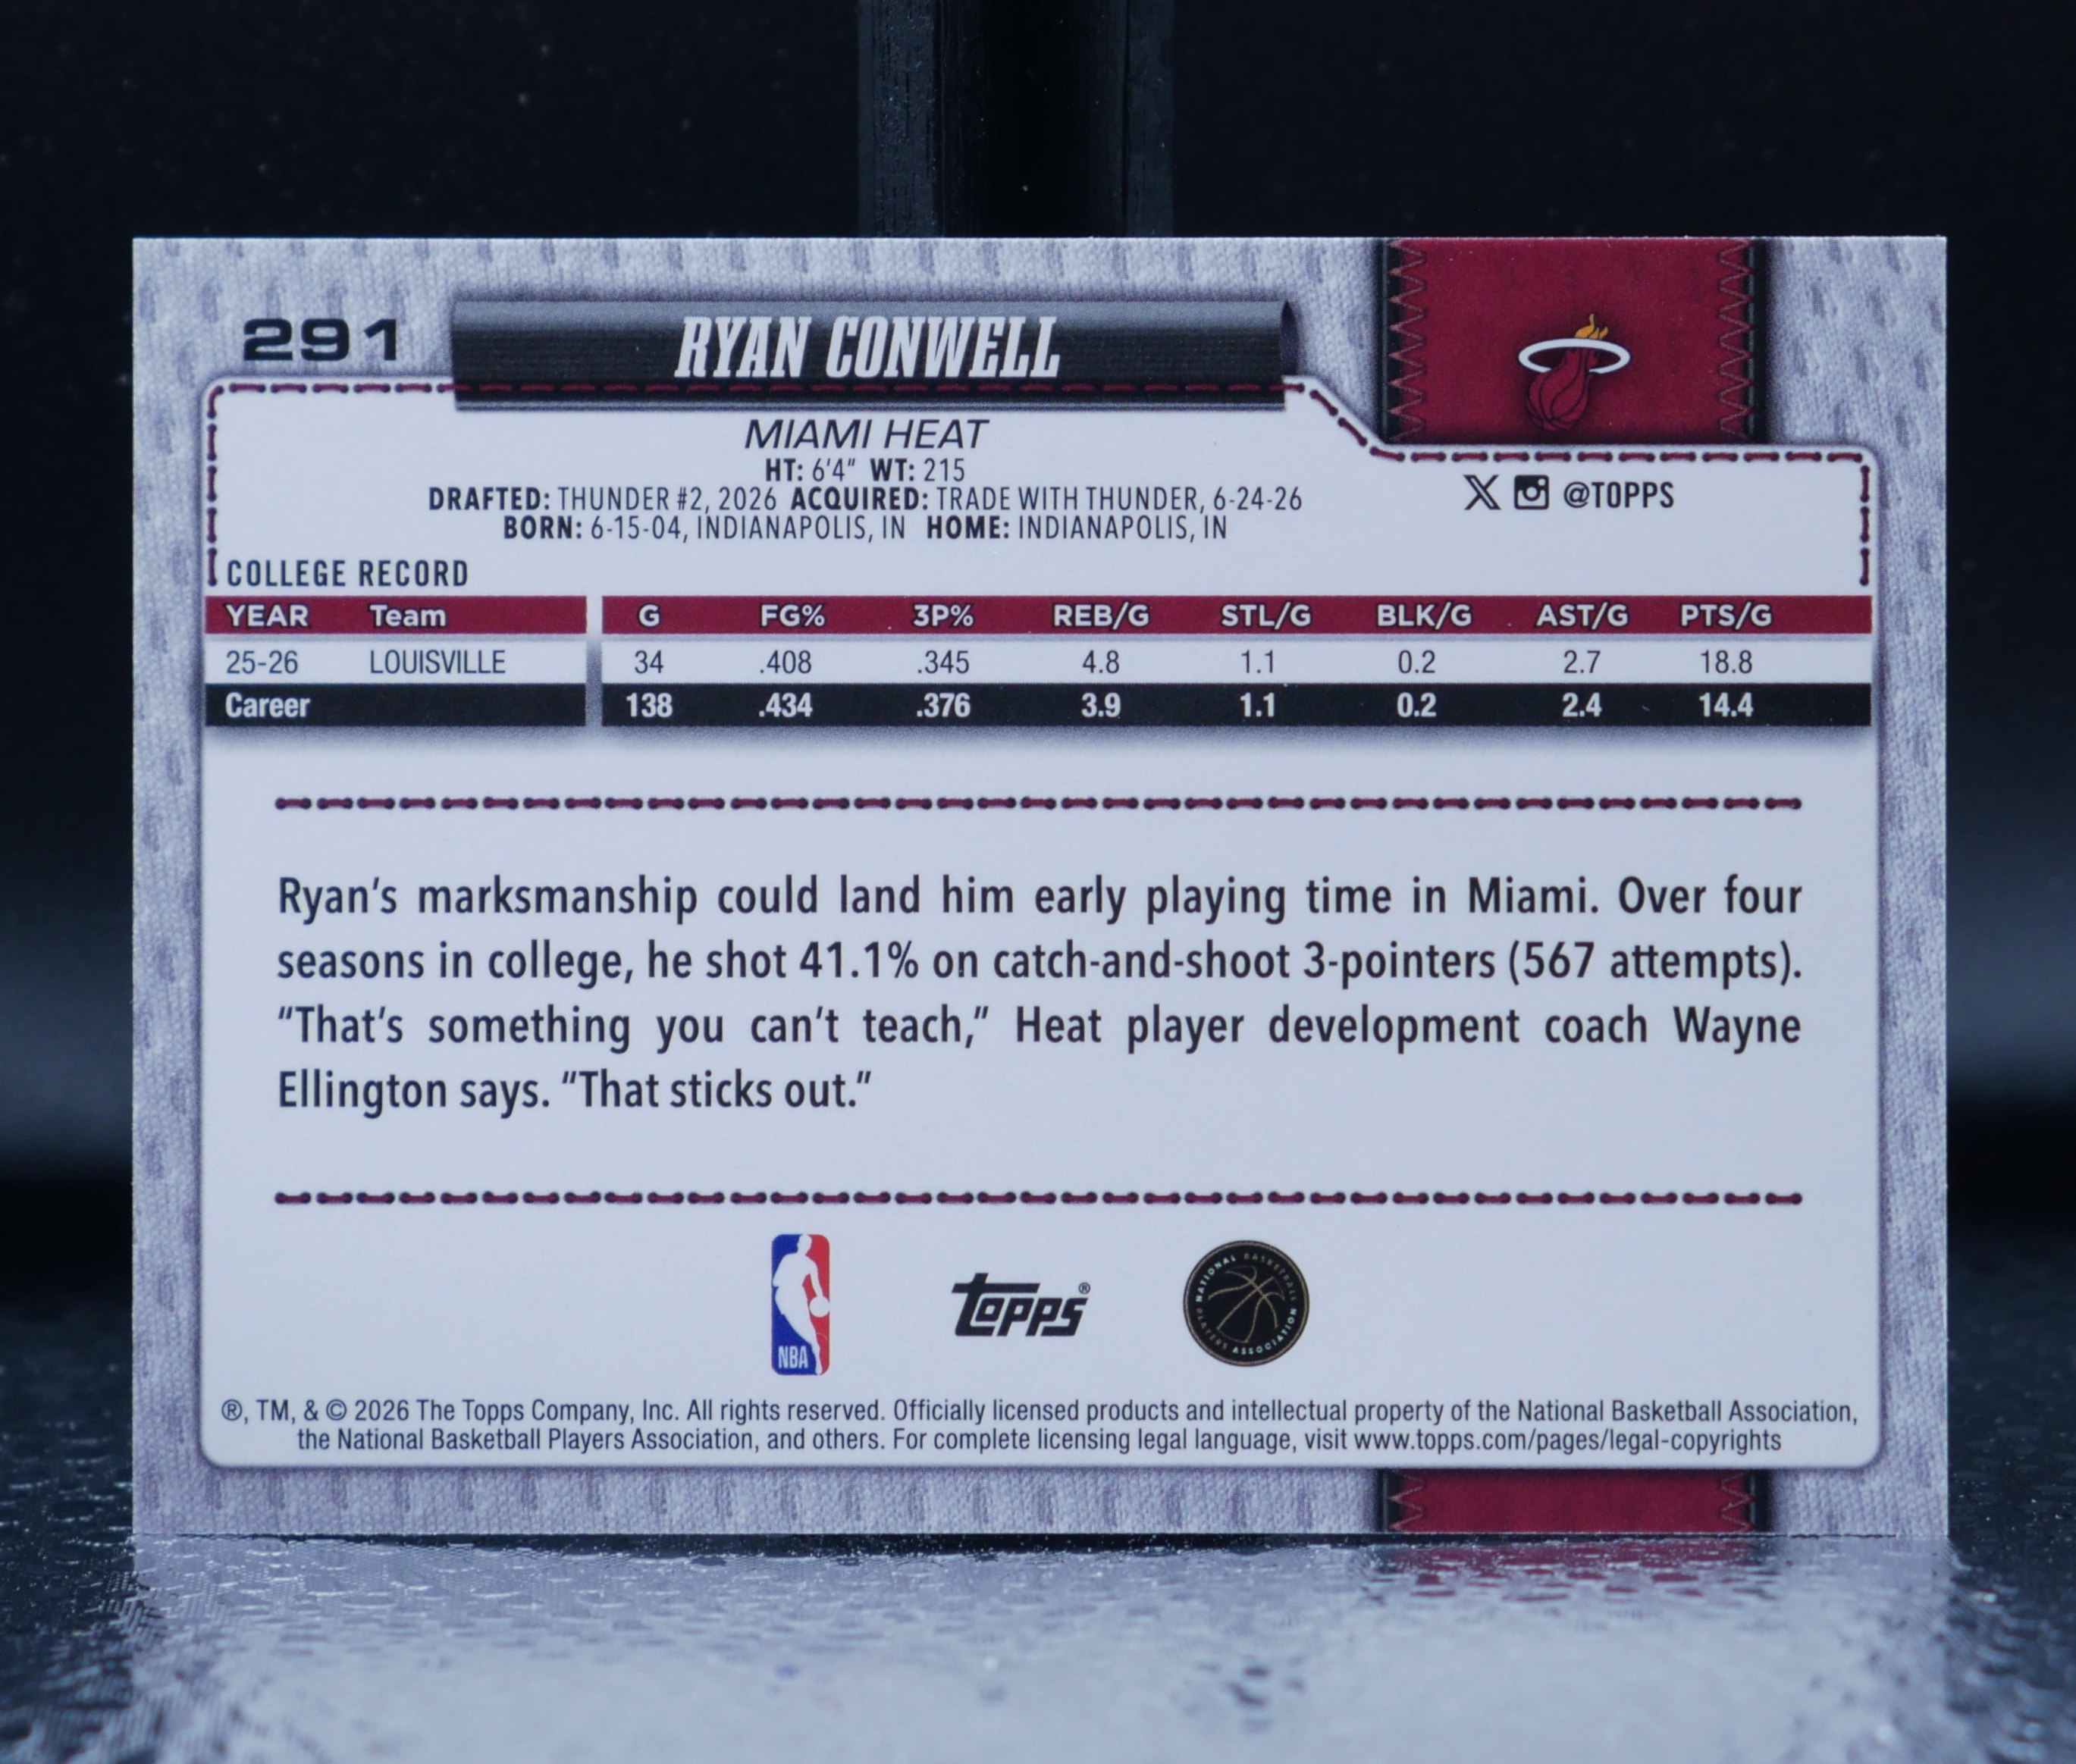 291
RYAN CONWELL
MIAMI HEAT
HT: 6'4" WT: 215
DRAFTED: THUNDER #2, 2026 ACQUIRED: TRADE WITH THUNDER, 6-24-26
BORN: 6-15-04, INDIANAPOLIS, IN HOME: INDIANAPOLIS, IN
@TOPPS
COLLEGE RECORD
YEAR Team G FG% 3P% REB/G STL/G BLK/G AST/G PTS/G
25-26 LOUISVILLE 34 .408 .345 4.8 1.1 0.2 2.7 18.8
Career 138 .434 .376 3.9 1.1 0.2 2.4 14.4
Ryan's marksmanship could land him early playing time in Miami. Over four
seasons in college, he shot 41.1% on catch-and-shoot 3-pointers (567 attempts).
"That's something you can't teach," Heat player development coach Wayne
Ellington says. "That sticks out."
NBA
Topps®
NATIONAL BASKETBALL PLAYERS ASSOCIATION
®, TM, & © 2026 The Topps Company, Inc. All rights reserved. Officially licensed products and intellectual property of the National Basketball Association,
the National Basketball Players Association, and others. For complete licensing legal language, visit www.topps.com/pages/legal-copyrights